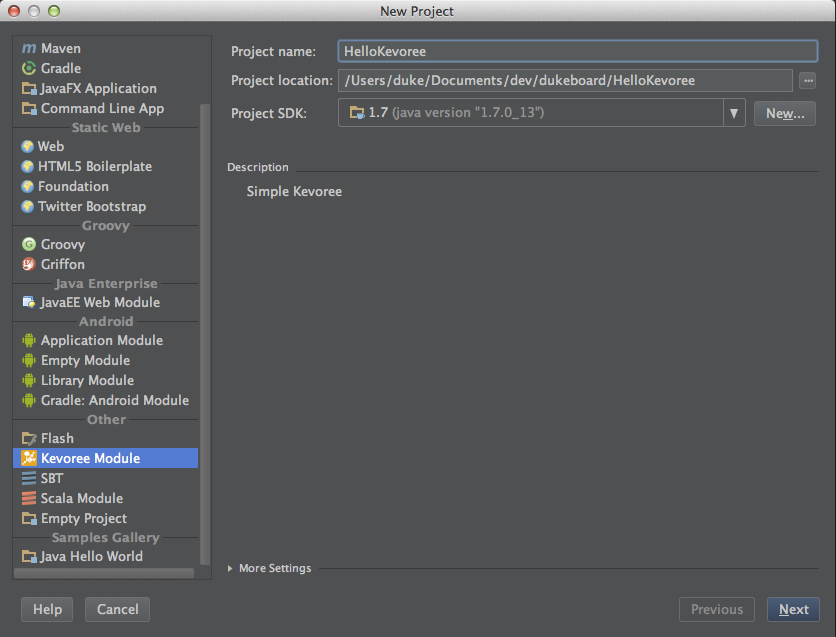 New Project
Maven
Gradle
JavaFX Application
Command Line App
Static Web
Web
HTML5 Boilerplate
Foundation
Twitter Bootstrap
Groovy
Groovy
Griffon
Java Enterprise
JavaEE Web Module
Android
Application Module
Empty Module
Library Module
Gradle: Android Module
Other
Flash
Kevoree Module
SBT
Scala Module
Empty Project
Samples Gallery
Java Hello World
Project name: HelloKevoree
Project location: /Users/duke/Documents/dev/dukeboard/HelloKevoree ...
Project SDK: 1.7 (java version "1.7.0_13") New...
Description
Simple Kevoree
More Settings
Help Cancel Previous Next